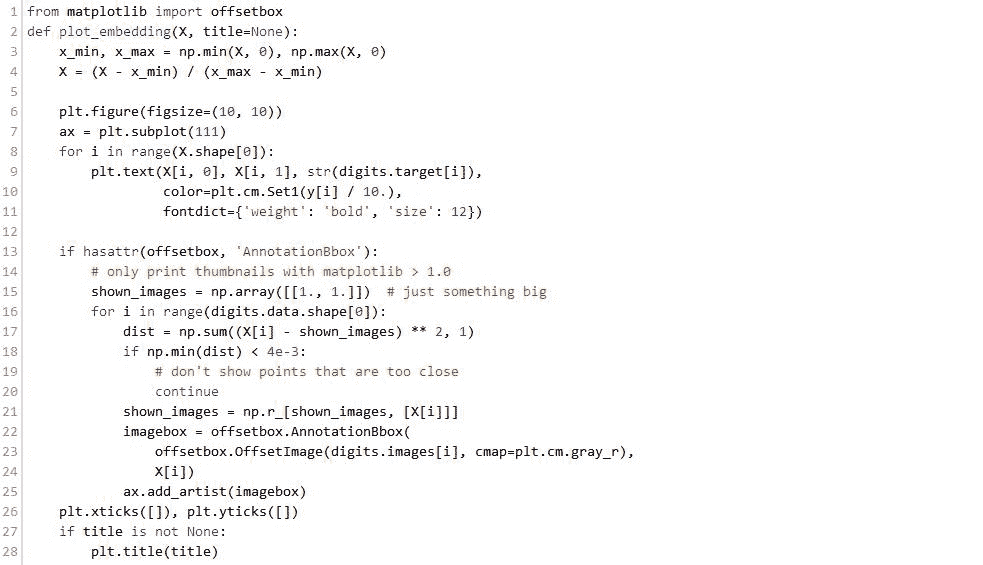 1 from matplotlib import offsetbox
2 def plot_embedding(X, title=None):
3     x_min, x_max = np.min(X, 0), np.max(X, 0)
4     X = (X - x_min) / (x_max - x_min)
5
6     plt.figure(figsize=(10, 10))
7     ax = plt.subplot(111)
8     for i in range(X.shape[0]):
9         plt.text(X[i, 0], X[i, 1], str(digits.target[i]),
10                  color=plt.cm.Set1(y[i] / 10.),
11                  fontdict={'weight': 'bold', 'size': 12})
12
13     if hasattr(offsetbox, 'AnnotationBbox'):
14         # only print thumbnails with matplotlib > 1.0
15         shown_images = np.array([[1., 1.]])  # just something big
16         for i in range(digits.data.shape[0]):
17             dist = np.sum((X[i] - shown_images) ** 2, 1)
18             if np.min(dist) < 4e-3:
19                 # don't show points that are too close
20                 continue
21             shown_images = np.r_[shown_images, [X[i]]]
22             imagebox = offsetbox.AnnotationBbox(
23                 offsetbox.OffsetImage(digits.images[i], cmap=plt.cm.gray_r),
24                 X[i])
25             ax.add_artist(imagebox)
26     plt.xticks([]), plt.yticks([])
27     if title is not None:
28         plt.title(title)